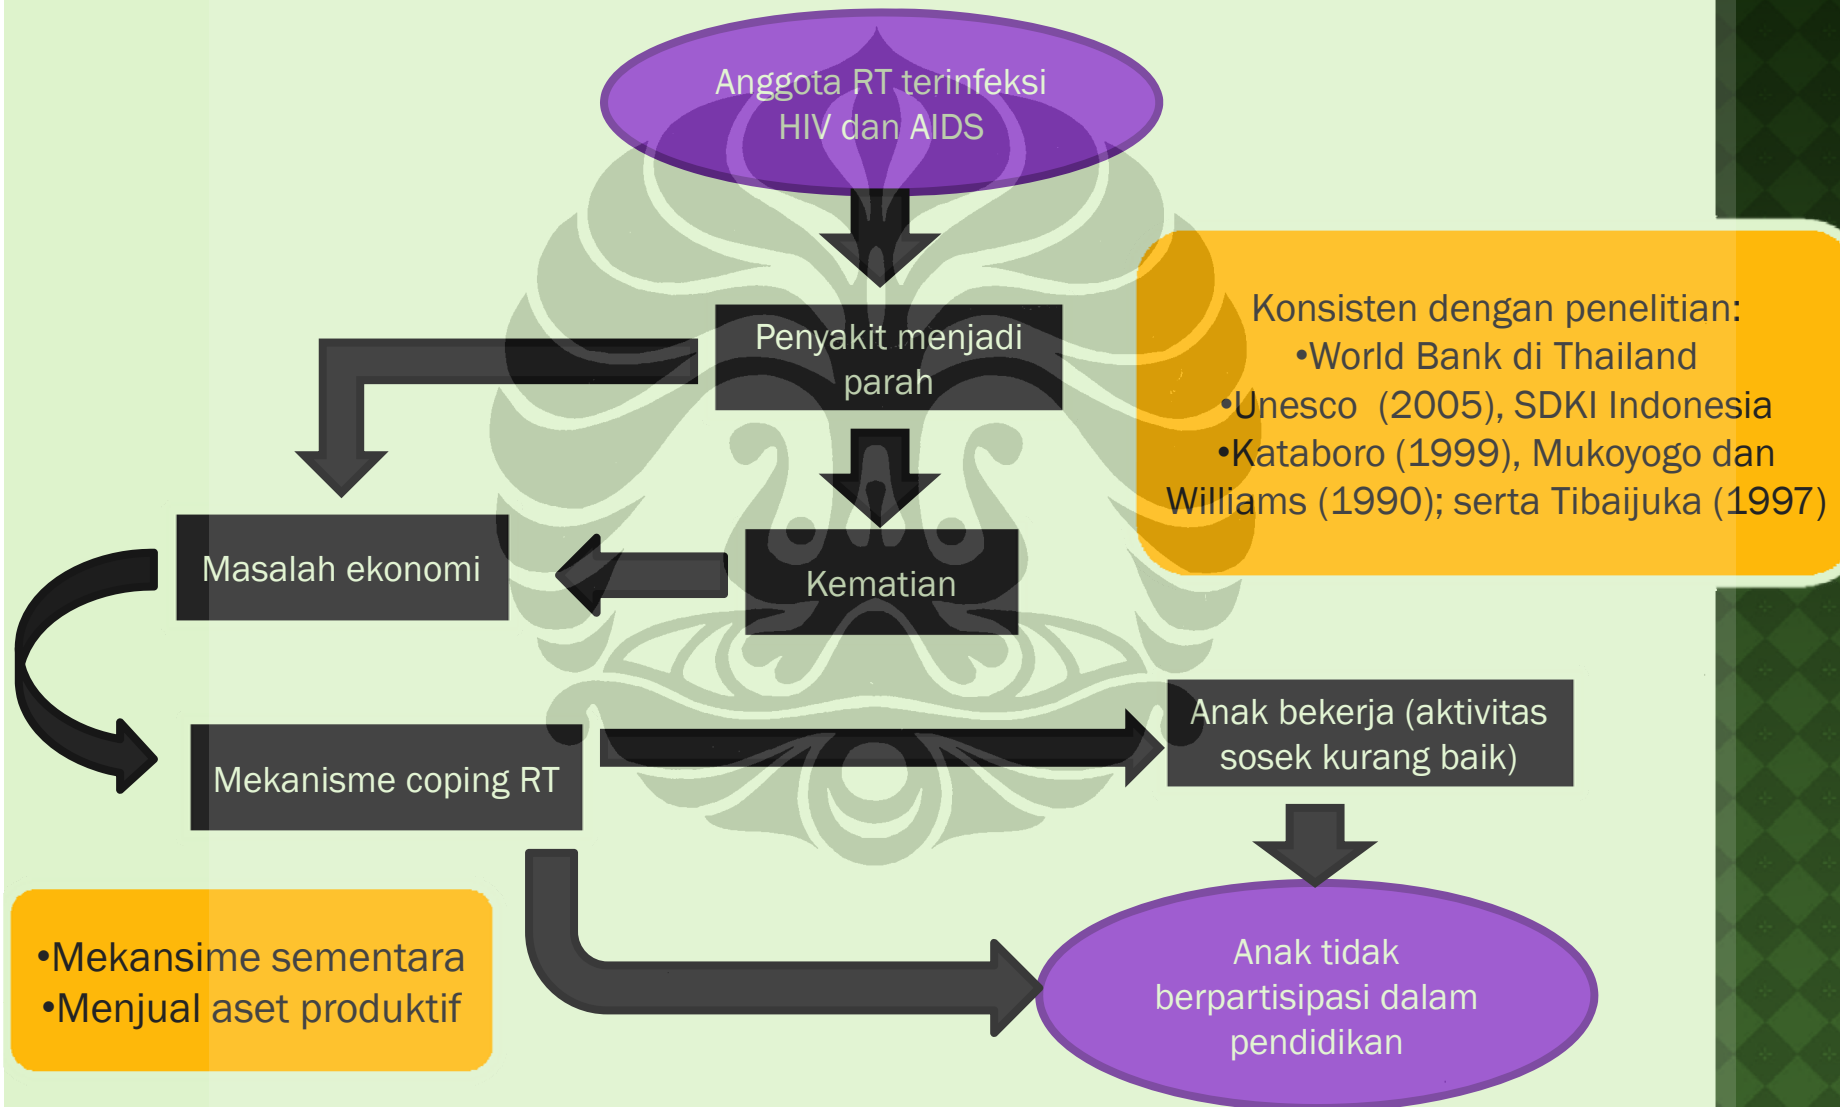 Anggota RT terinfeksi
HIV dan AIDS
Penyakit menjadi
parah
Konsisten dengan penelitian:
•World Bank di Thailand
•Unesco (2005), SDKI Indonesia
•Kataboro (1999), Mukoyogo dan
Williams (1990); serta Tibaijuka (1997)
Masalah ekonomi
Kematian
Mekanisme coping RT
Anak bekerja (aktivitas
sosek kurang baik)
•Mekansime sementara
•Menjual aset produktif
Anak tidak
berpartisipasi dalam
pendidikan